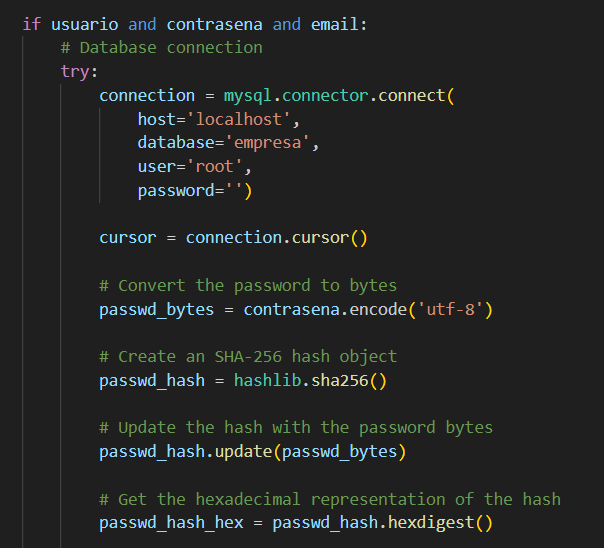 if usuario and contrasena and email:
# Database connection
try:
connection = mysql.connector.connect(
host='localhost',
database='empresa',
user='root',
password='')
cursor = connection.cursor()
# Convert the password to bytes
passwd_bytes = contrasena.encode('utf-8')
# Create an SHA-256 hash object
passwd_hash = hashlib.sha256()
# Update the hash with the password bytes
passwd_hash.update(passwd_bytes)
# Get the hexadecimal representation of the hash
passwd_hash_hex = passwd_hash.hexdigest()